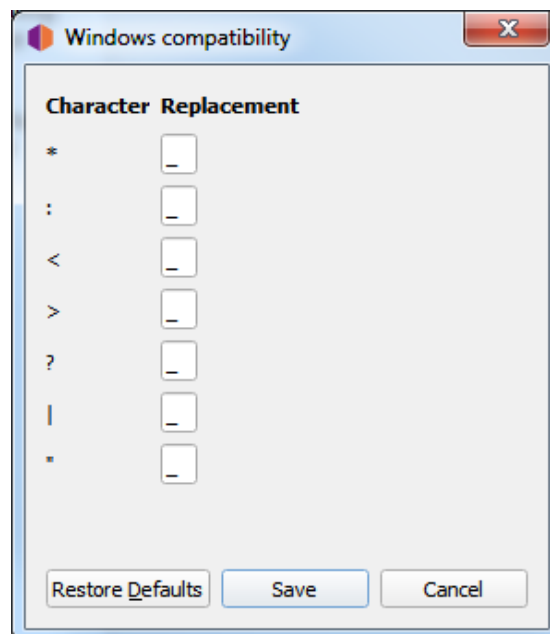 Windows compatibility
Character Replacement
* _
: _
< _
> _
? _
| _
" _
Restore Defaults Save Cancel